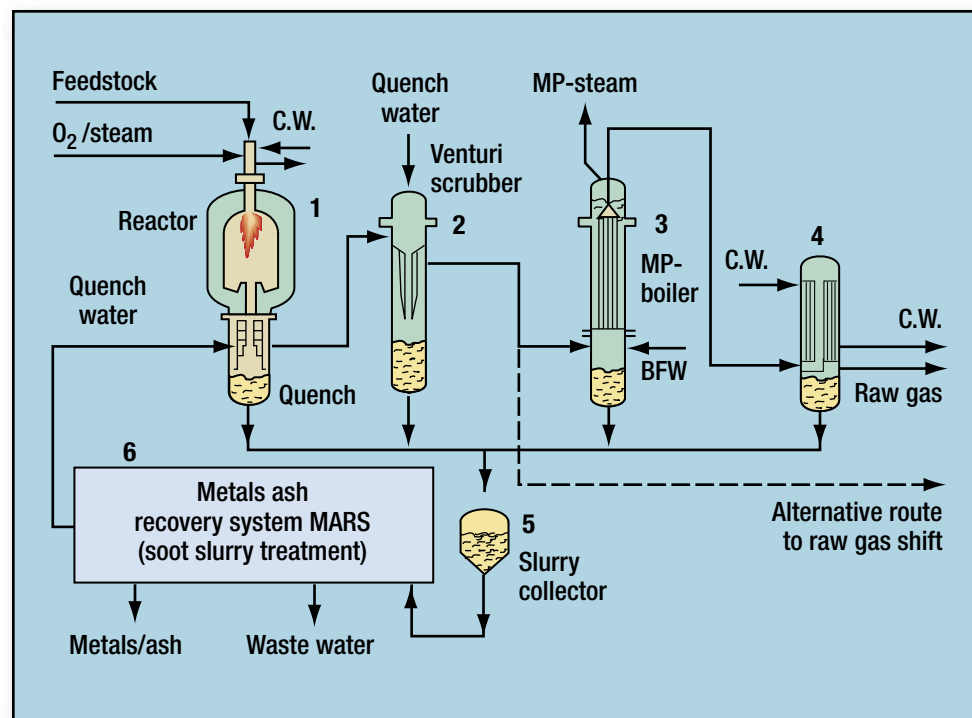 Feedstock
O2/steam
C.W.
Reactor
1
Quench
water
Quench
Quench
water
Venturi
scrubber
2
MP-steam
3
MP-
boiler
BFW
4
C.W.
C.W.
Raw gas
Alternative route
to raw gas shift
5
Slurry
collector
6
Metals ash
recovery system MARS
(soot slurry treatment)
Metals/ash
Waste water